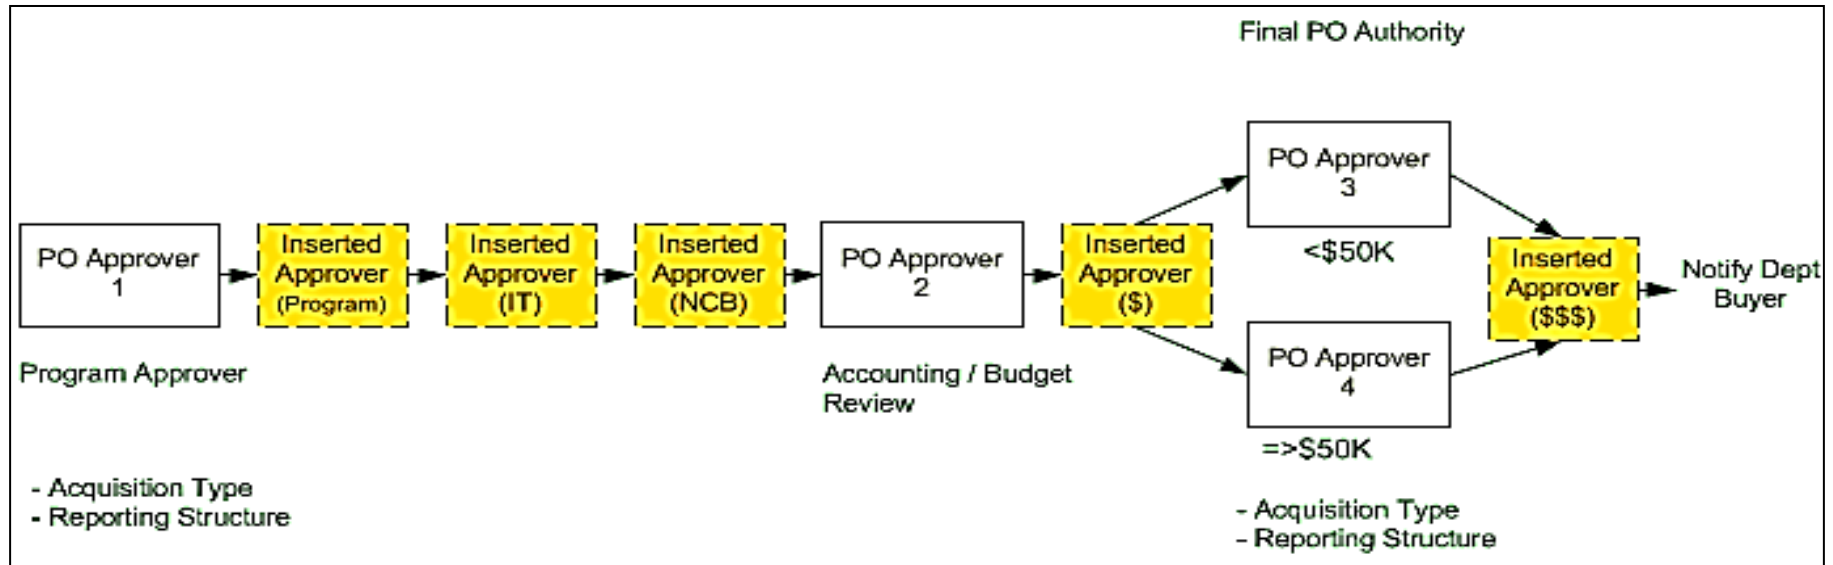 Final PO Authority
PO Approver
1
Inserted
Approver
(Program)
Inserted
Approver
(IT)
Inserted
Approver
(NCB)
PO Approver
2
Inserted
Approver
($)
PO Approver
3
<$50K
PO Approver
4
=>$50K
Inserted
Approver
($$$)
Notify Dept
Buyer
Program Approver
Accounting / Budget
Review
- Acquisition Type
- Reporting Structure
- Acquisition Type
- Reporting Structure